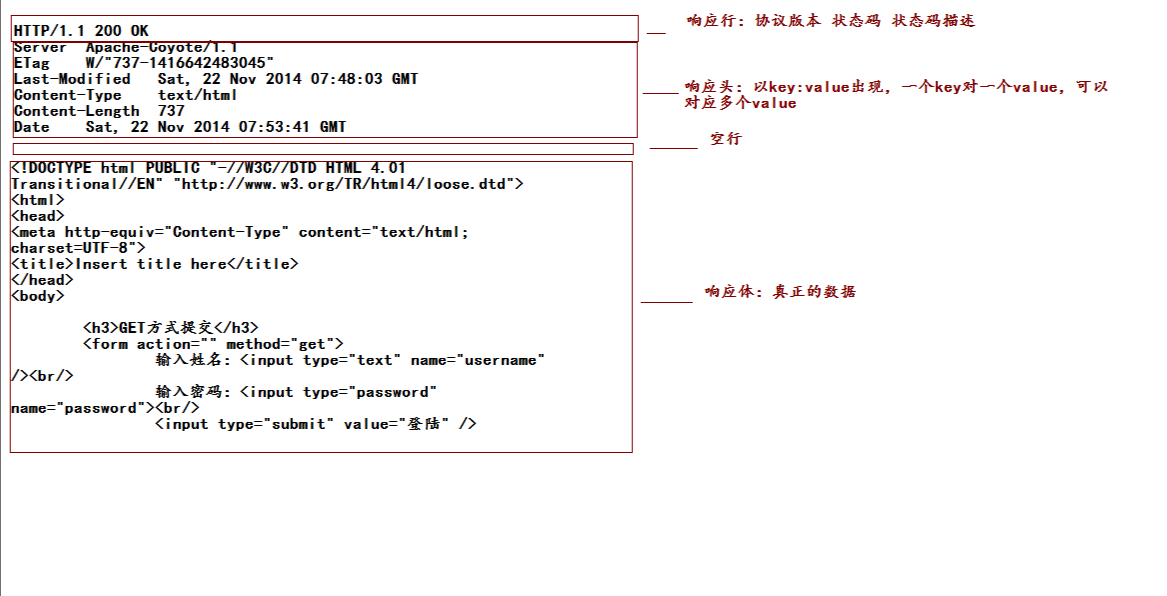 HTTP/1.1 200 OK
响应行：协议版本 状态码 状态码描述
Server Apache-Coyote/1.1
ETag W/"737-1416642483045"
Last-Modified Sat, 22 Nov 2014 07:48:03 GMT
Content-Type text/html
Content-Length 737
Date Sat, 22 Nov 2014 07:53:41 GMT
响应头：以key:value出现，一个key对一个value，可以
对应多个value
空行
<!DOCTYPE html PUBLIC "-//W3C//DTD HTML 4.01
Transitional//EN" "http://www.w3.org/TR/html4/loose.dtd">
<html>
<head>
<meta http-equiv="Content-Type" content="text/html;
charset=UTF-8">
<title>Insert title here</title>
</head>
<body>
<h3>GET方式提交</h3>
<form action="" method="get">
输入姓名：<input type="text" name="username"
/><br/>
输入密码：<input type="password"
name="password"><br/>
<input type="submit" value="登陆" />
响应体：真正的数据